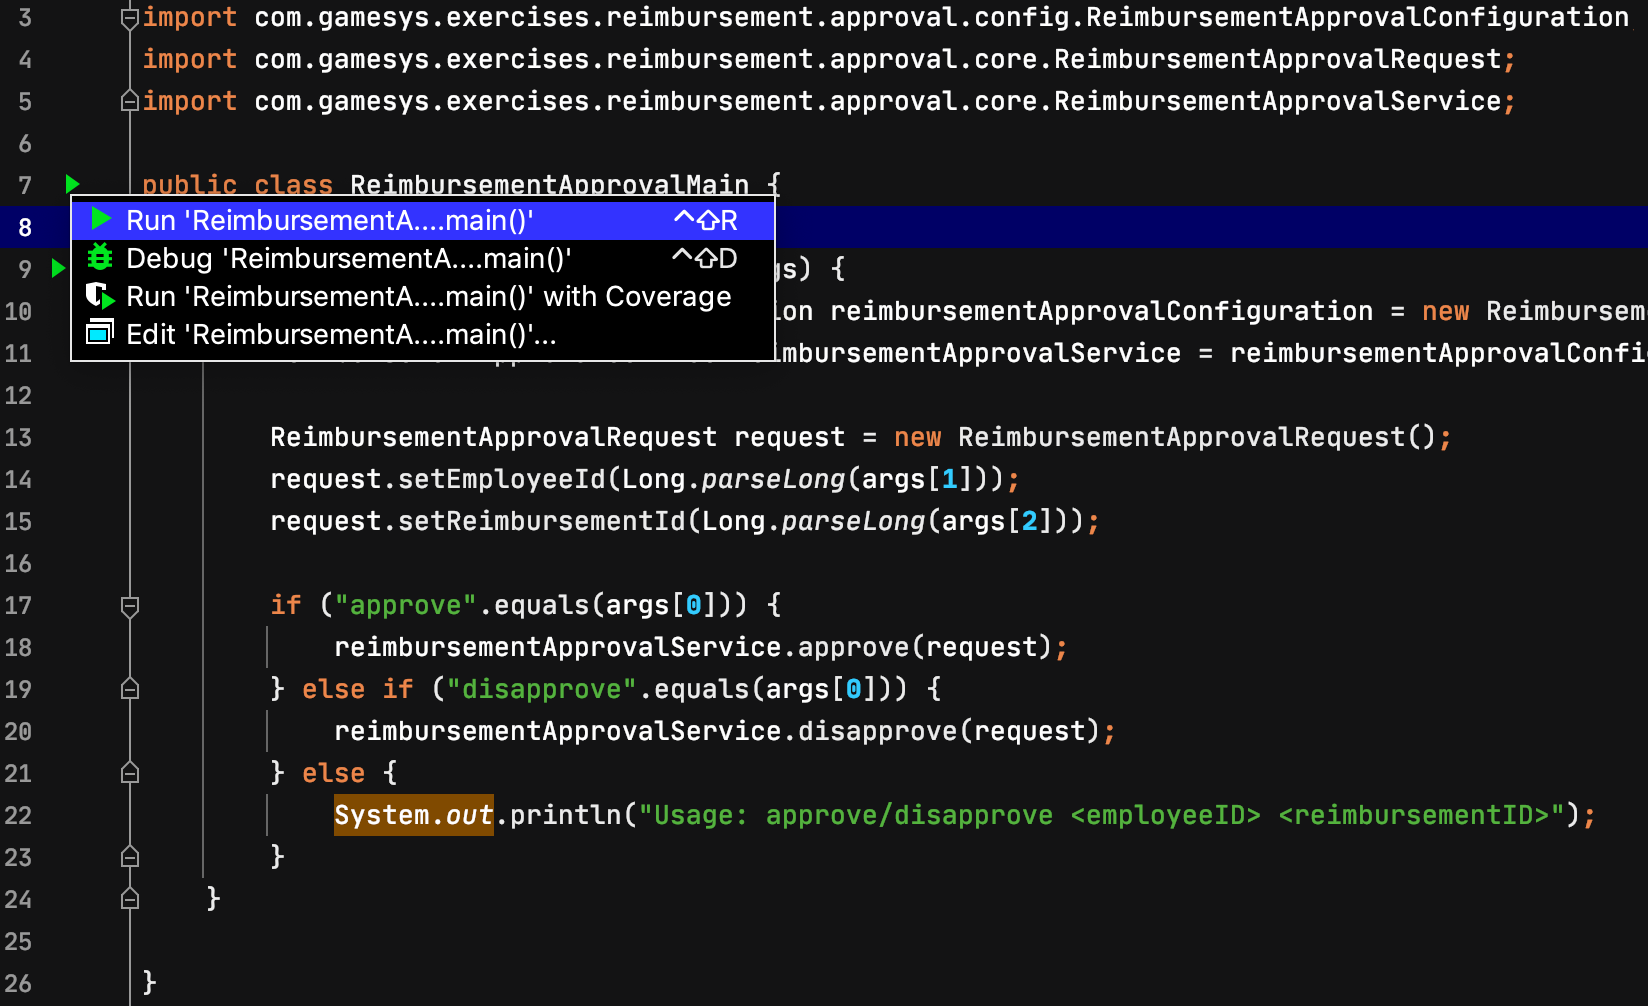 3 import com.gamesys.exercises.reimbursement.approval.config.ReimbursementApprovalConfiguration
4 import com.gamesys.exercises.reimbursement.approval.core.ReimbursementApprovalRequest;
5 import com.gamesys.exercises.reimbursement.approval.core.ReimbursementApprovalService;
6
7 public class ReimbursementApprovalMain {
8 Run 'ReimbursementA....main()' ^⇧R
Debug 'ReimbursementA....main()' ^⇧D
9 gs) {
Run 'ReimbursementA....main()' with Coverage
10 ion reimbursementApprovalConfiguration = new Reimbursem
Edit 'ReimbursementA....main()'...
11 imbursementApprovalService = reimbursementApprovalConfi
12
13 ReimbursementApprovalRequest request = new ReimbursementApprovalRequest();
14 request.setEmployeeId(Long.parseLong(args[1]));
15 request.setReimbursementId(Long.parseLong(args[2]));
16
17 if ("approve".equals(args[0])) {
18 reimbursementApprovalService.approve(request);
19 } else if ("disapprove".equals(args[0])) {
20 reimbursementApprovalService.disapprove(request);
21 } else {
22 System.out.println("Usage: approve/disapprove <employeeID> <reimbursementID>");
23 }
24 }
25
26 }